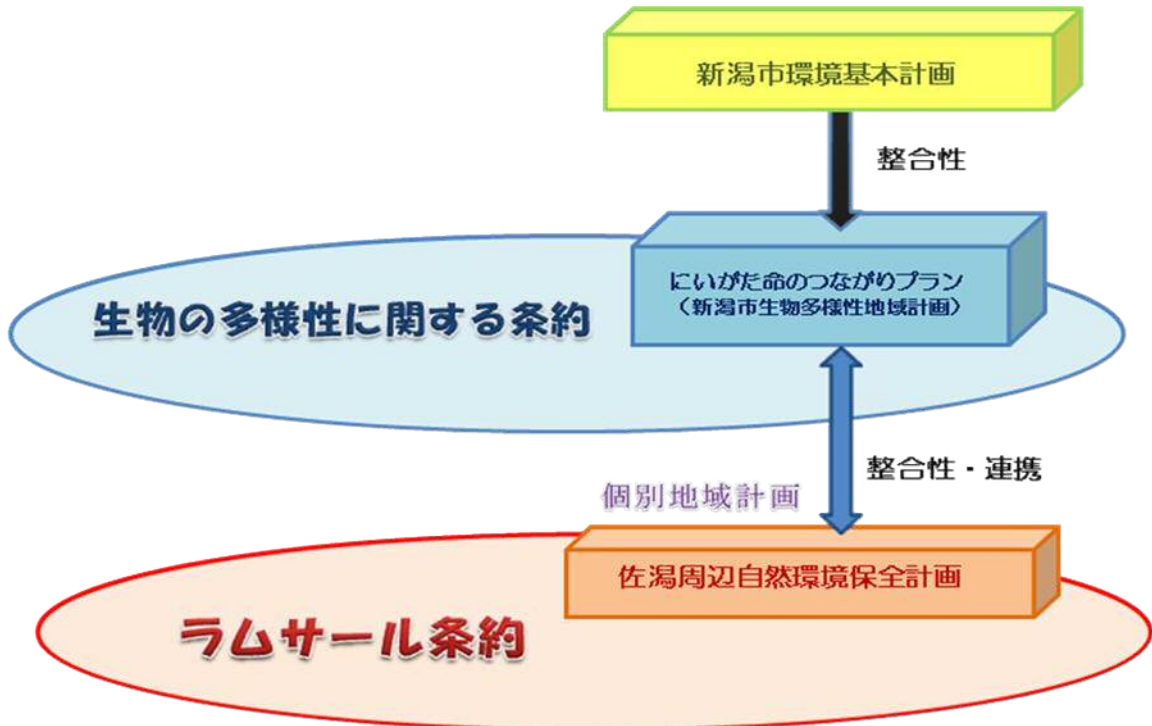 新潟市環境基本計画
整合性
にいがた命のつながりプラン
(新潟市生物多様性地域計画)
生物の多様性に関する条約
整合性・連携
個別地域計画
佐潟周辺自然環境保全計画
ラムサール条約